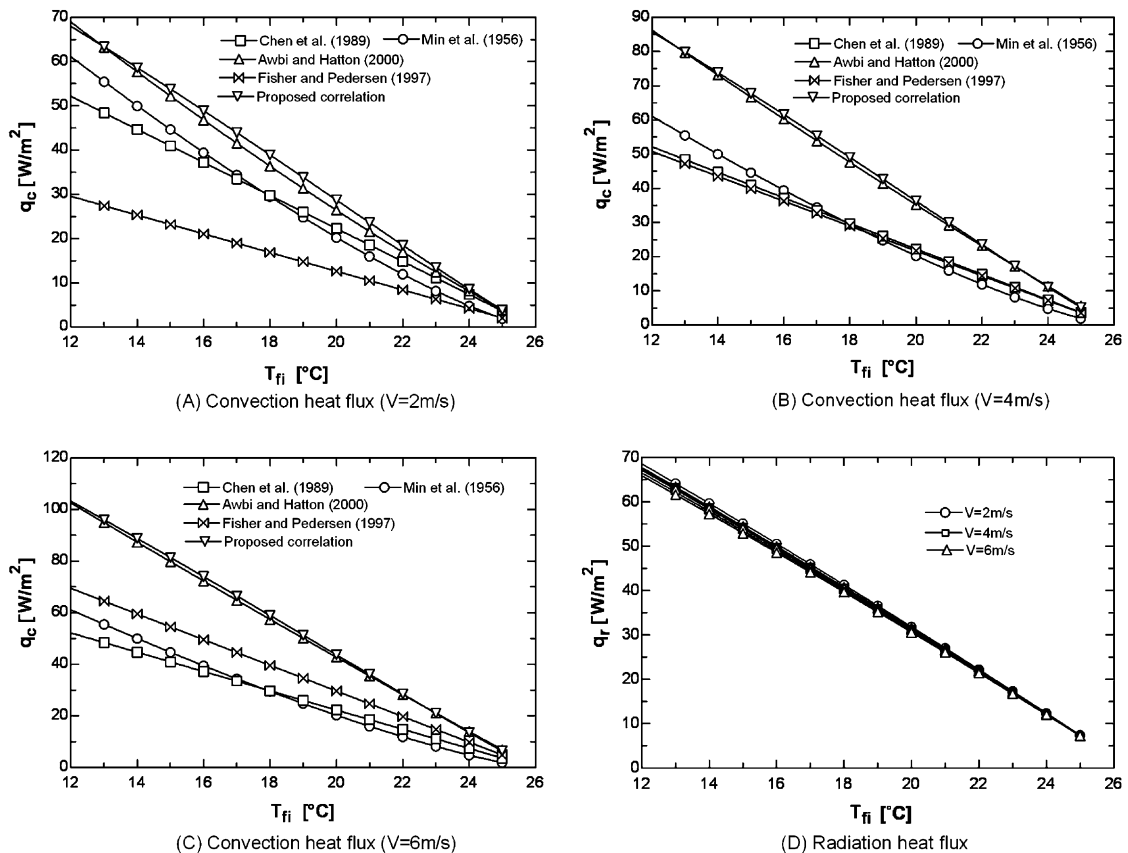 70
60
50
40
30
20
10
0
q_c [W/m²]
Chen et al. (1989) Min et al. (1956)
Awbi and Hatton (2000)
Fisher and Pedersen (1997)
Proposed correlation
12 14 16 18 20 22 24 26
T_fi [°C]
(A) Convection heat flux (V=2m/s)
90
80
70
60
50
40
30
20
10
0
q_c [W/m²]
Chen et al. (1989) Min et al. (1956)
Awbi and Hatton (2000)
Fisher and Pedersen (1997)
Proposed correlation
12 14 16 18 20 22 24 26
T_fi [°C]
(B) Convection heat flux (V=4m/s)
120
100
80
60
40
20
0
q_c [W/m²]
Chen et al. (1989) Min et al. (1956)
Awbi and Hatton (2000)
Fisher and Pedersen (1997)
Proposed correlation
12 14 16 18 20 22 24 26
T_fi [°C]
(C) Convection heat flux (V=6m/s)
70
60
50
40
30
20
10
0
q_r [W/m²]
V=2m/s
V=4m/s
V=6m/s
12 14 16 18 20 22 24 26
T_fi [°C]
(D) Radiation heat flux